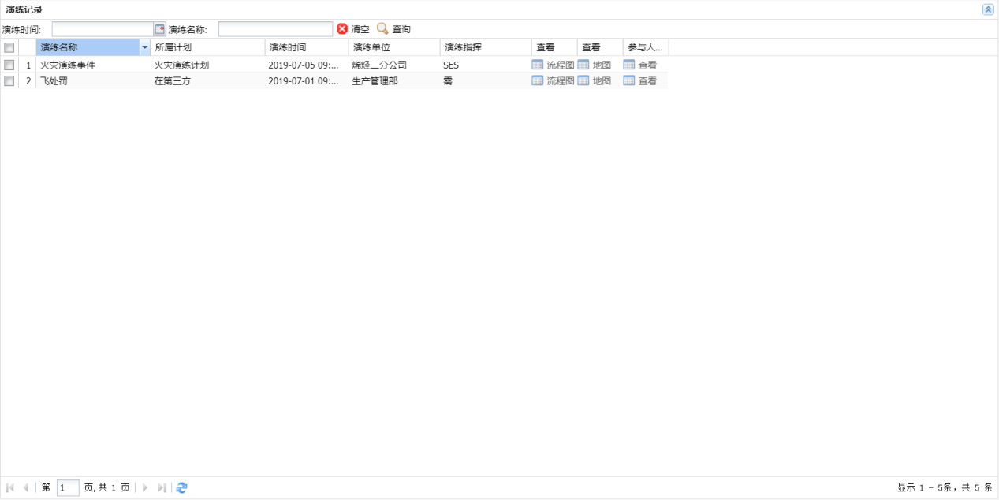 演练记录
演练时间: 演练名称: 清空 查询
演练名称 所属计划 演练时间 演练单位 演练指挥 查看 查看 参与人...
1 火灾演练事件 火灾演练计划 2019-07-05 09:... 烯烃二分公司 SES 流程图 地图 查看
2 飞处罚 在第三方 2019-07-01 09:... 生产管理部 需 流程图 地图 查看
第 1 页,共 1 页 显示 1 - 5条，共 5 条